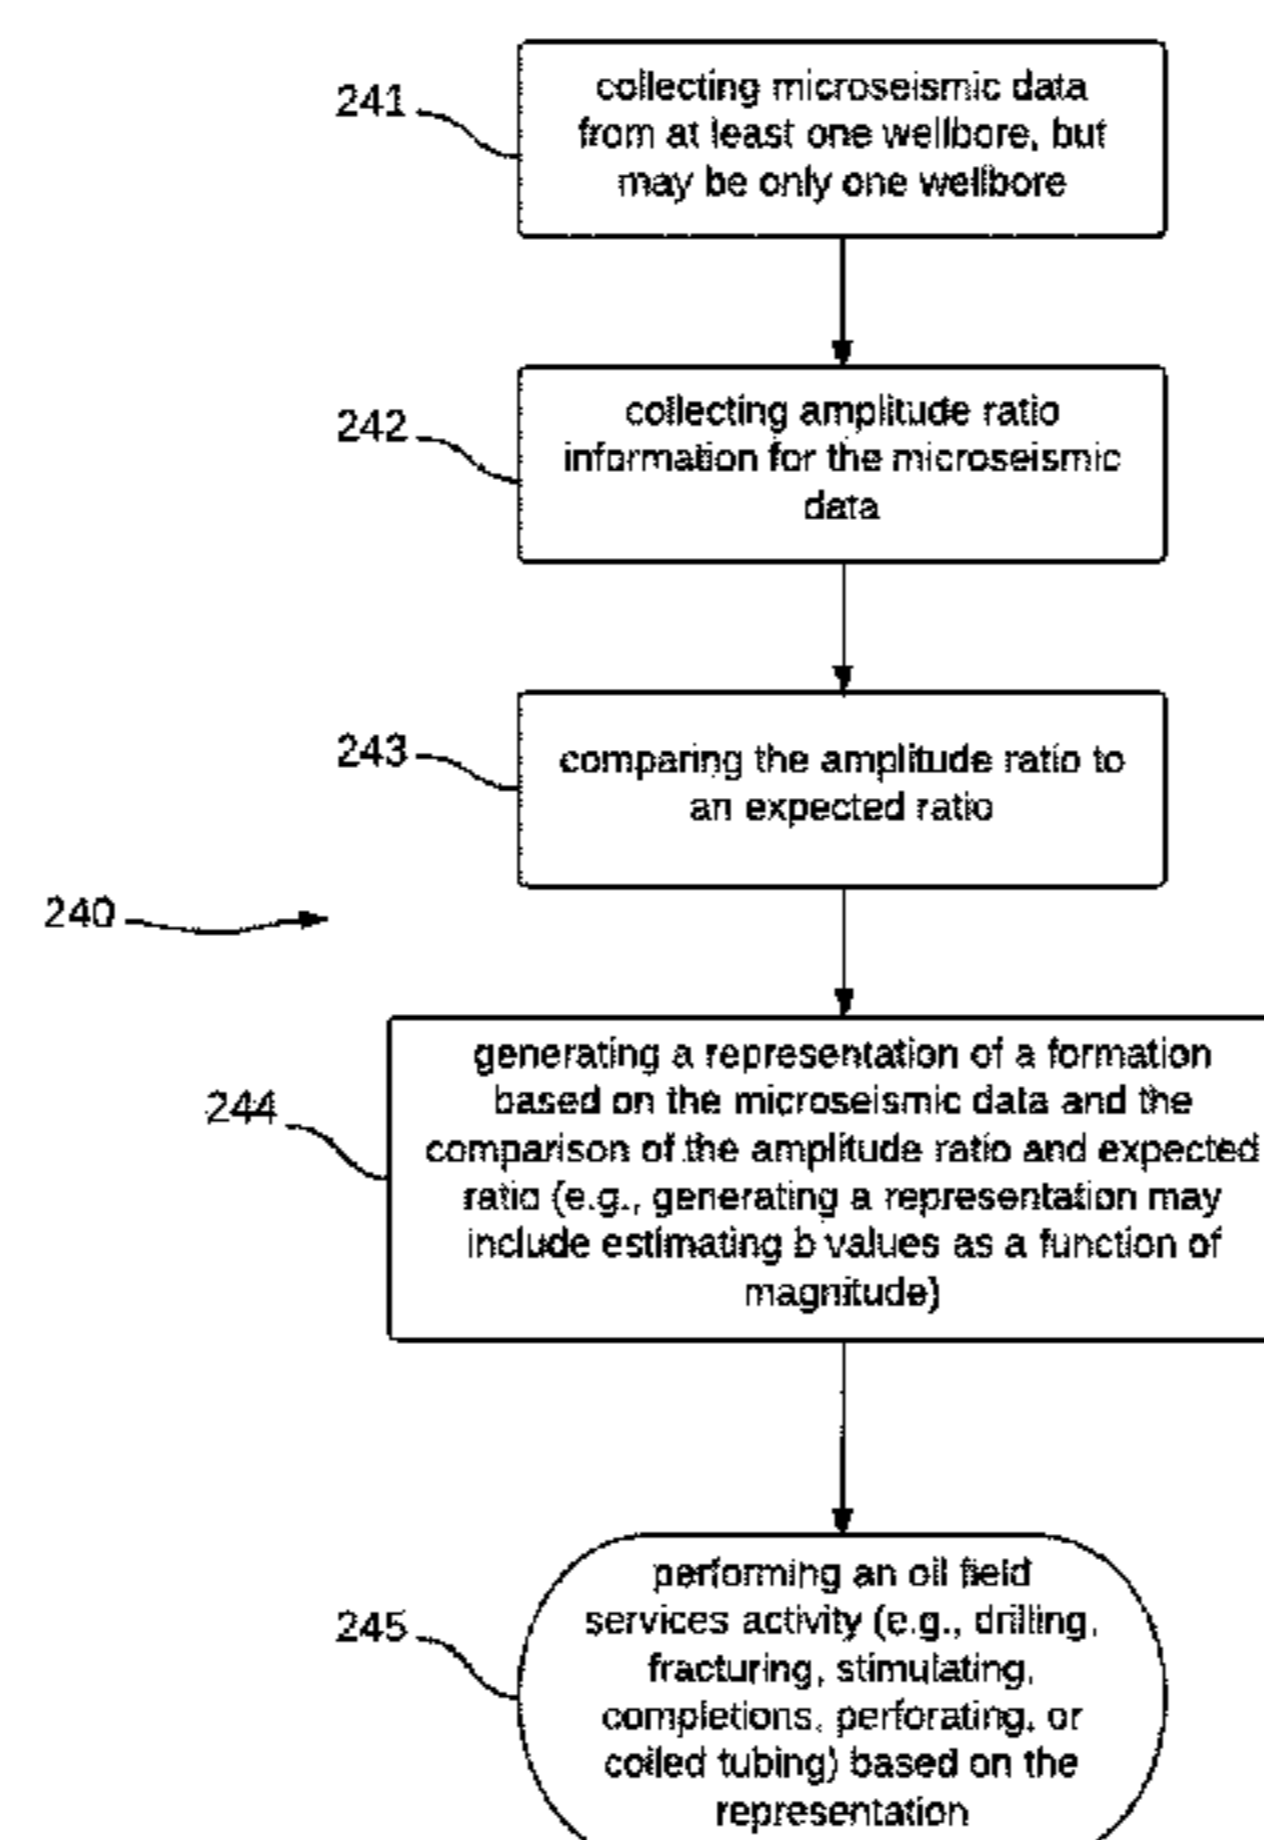 241
collecting microseismic data
from at least one wellbore, but
may be only one wellbore
242
collecting amplitude ratio
information for the microseismic
data
243
comparing the amplitude ratio to
an expected ratio
240
244
generating a representation of a formation
based on the microseismic data and the
comparison of the amplitude ratio and expected
ratio (e.g., generating a representation may
include estimating b values as a function of
magnitude)
245
performing an oil field
services activity (e.g., drilling,
fracturing, stimulating,
completions, perforating, or
coiled tubing) based on the
representation